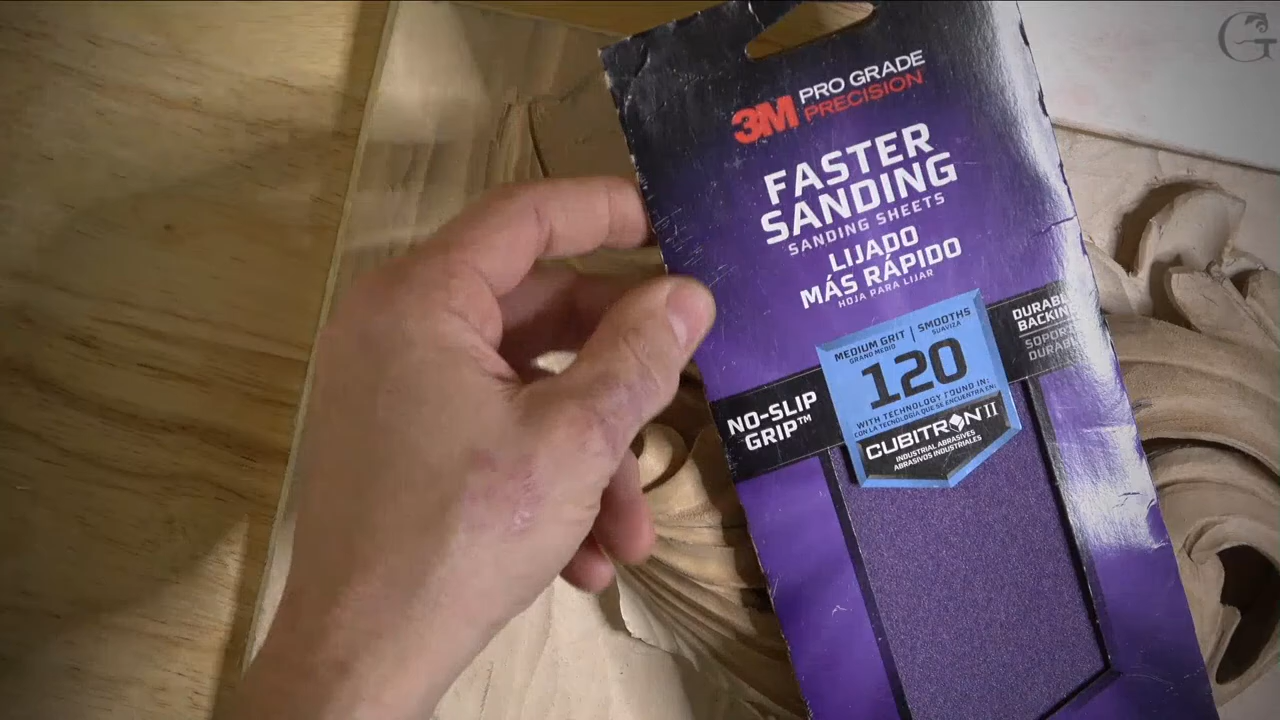 3M PRO GRADE
PRECISION
FASTER
SANDING
SANDING SHEETS
LIJADO
MÁS RÁPIDO
HOJA PARA LIJAR
MEDIUM GRIT | SMOOTHS
GRANO MEDIO SUAVIZA
120
WITH TECHNOLOGY FOUND IN:
CON LA TECNOLOGÍA QUE SE ENCUENTRA EN:
CUBITRON II
INDUSTRIAL ABRASIVES
ABRASIVOS INDUSTRIALES
NO-SLIP
GRIP™
DURABLE
BACKING
SOPORT
DURABL
G